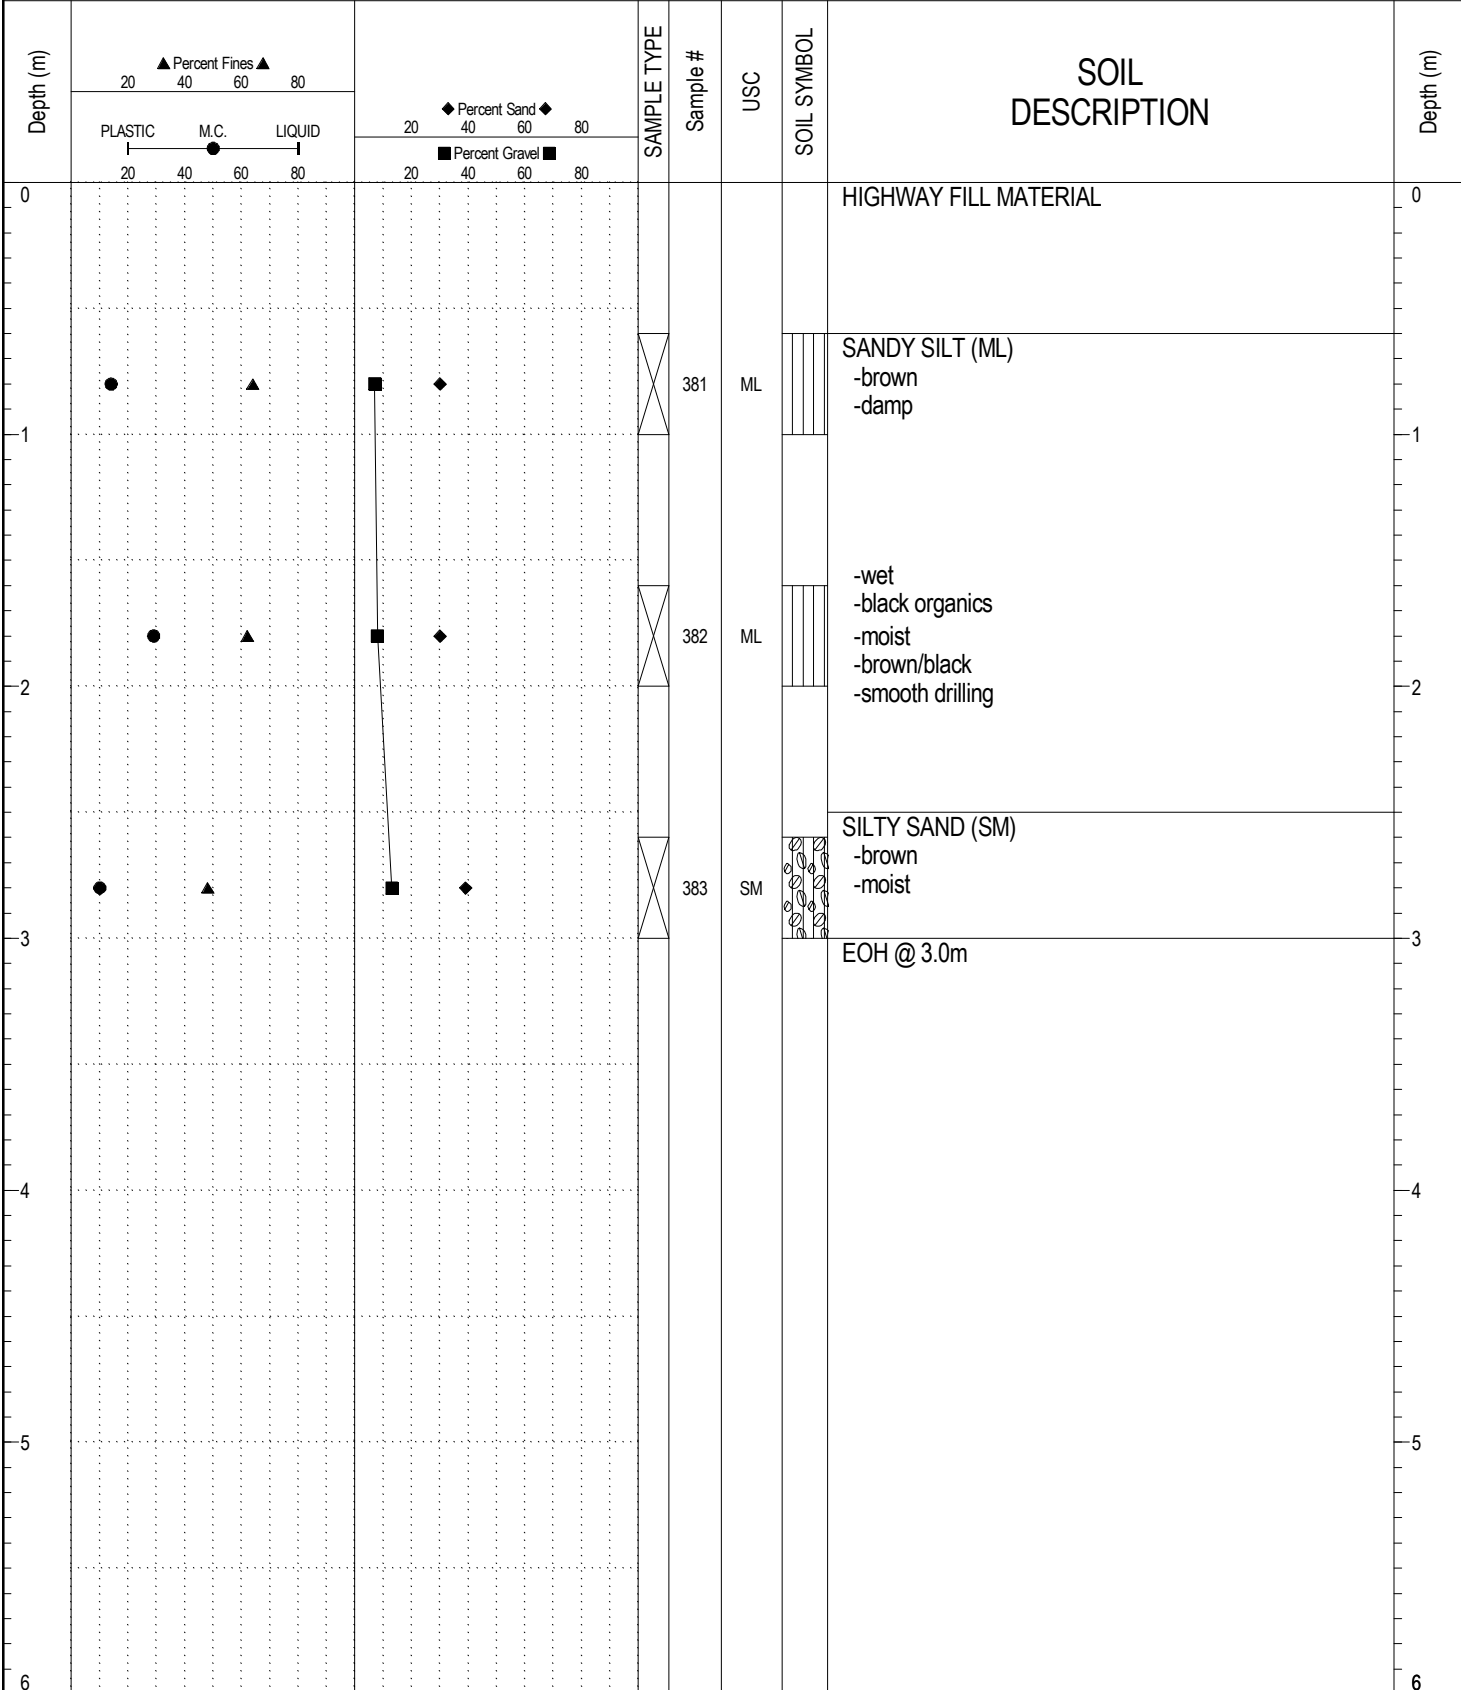 Depth (m)
▲ Percent Fines ▲
20 40 60 80
PLASTIC M.C. LIQUID
20 40 60 80
◆ Percent Sand ◆
20 40 60 80
■ Percent Gravel ■
20 40 60 80
SAMPLE TYPE
Sample #
USC
SOIL SYMBOL
SOIL
DESCRIPTION
Depth (m)
0 HIGHWAY FILL MATERIAL 0
SANDY SILT (ML)
-brown
381 ML
-damp
1 1
-wet
-black organics
382 ML -moist
-brown/black
2 -smooth drilling 2
SILTY SAND (SM)
-brown
383 SM -moist
3 3
EOH @ 3.0m
4 4
5 5
6 6